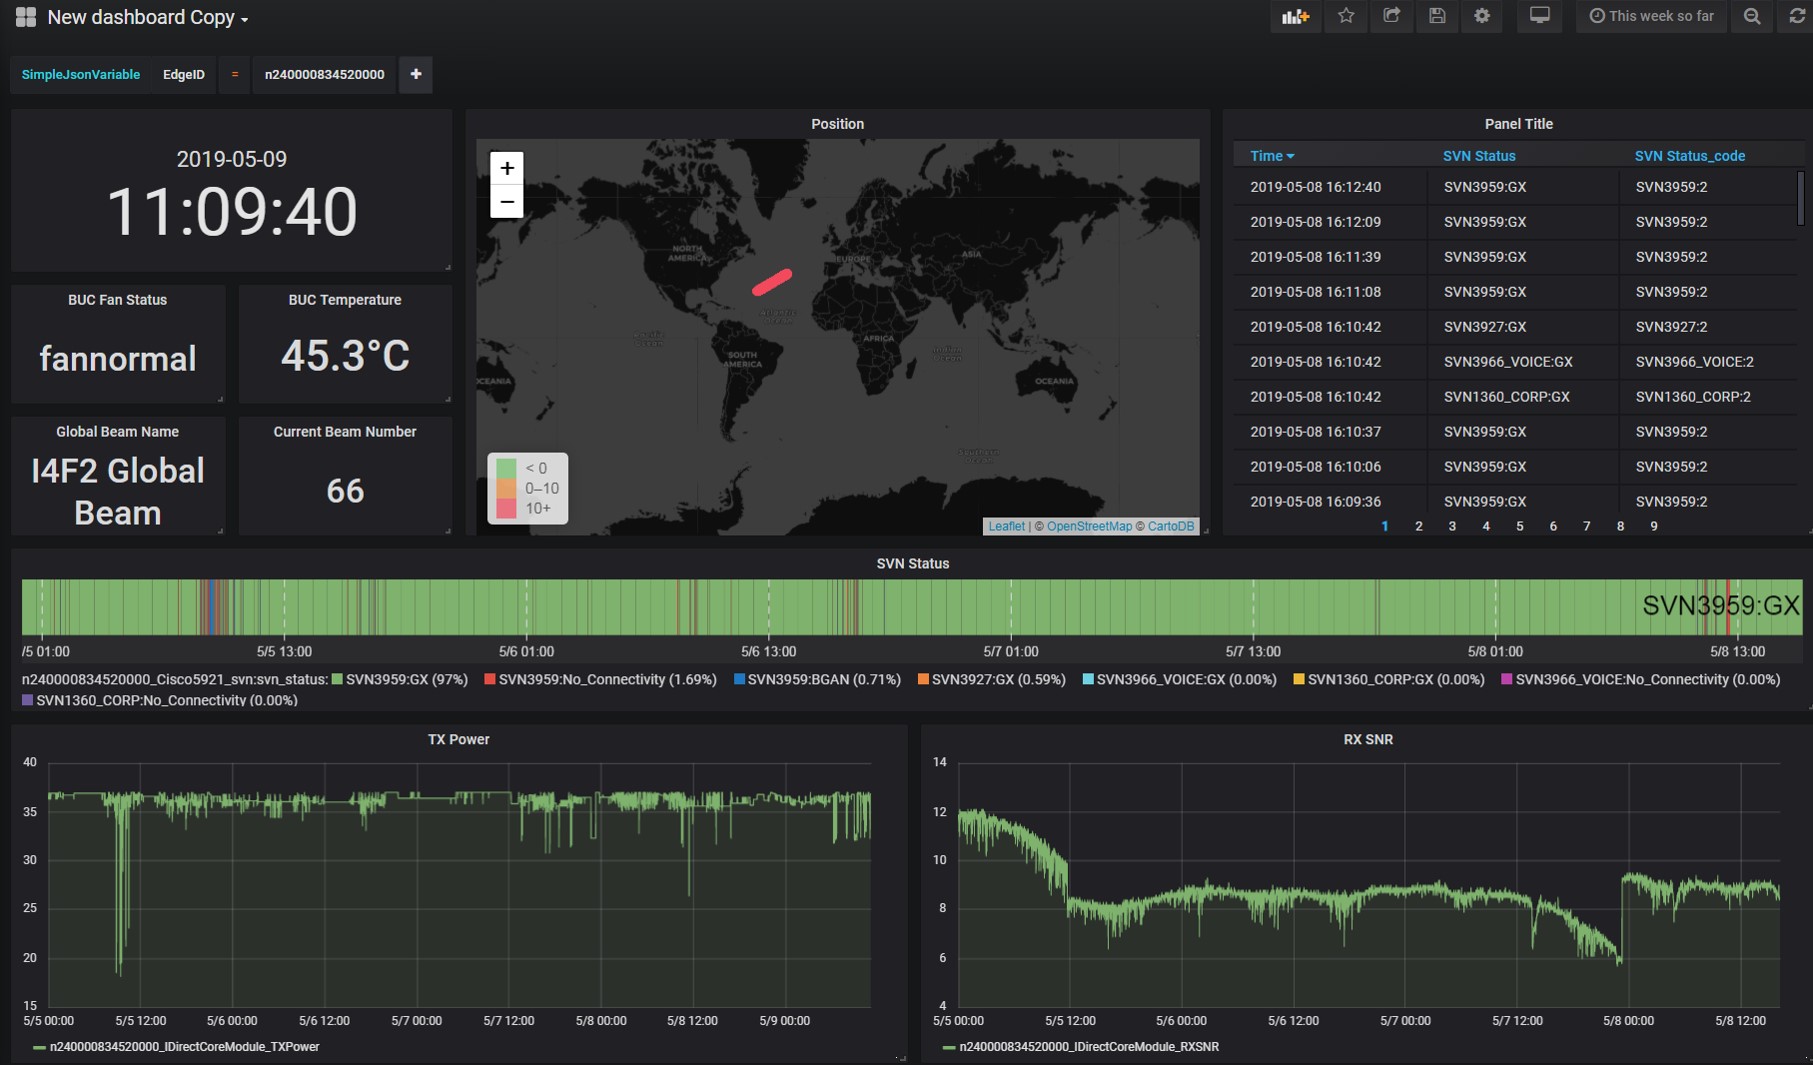 New dashboard Copy
This week so far
SimpleJsonVariable EdgeID = n240000834520000 +
2019-05-09
11:09:40
BUC Fan Status
fannormal
BUC Temperature
45.3°C
Global Beam Name
I4F2 Global
Beam
Current Beam Number
66
Position
+
−
NORTH
AMERICA
EUROPE
ASIA
AFRICA
SOUTH
AMERICA
OCEANIA
< 0
0–10
10+
Leaflet | © OpenStreetMap © CartoDB
Panel Title
Time SVN Status SVN Status_code
2019-05-08 16:12:40 SVN3959:GX SVN3959:2
2019-05-08 16:12:09 SVN3959:GX SVN3959:2
2019-05-08 16:11:39 SVN3959:GX SVN3959:2
2019-05-08 16:11:08 SVN3959:GX SVN3959:2
2019-05-08 16:10:42 SVN3927:GX SVN3927:2
2019-05-08 16:10:42 SVN3966_VOICE:GX SVN3966_VOICE:2
2019-05-08 16:10:42 SVN1360_CORP:GX SVN1360_CORP:2
2019-05-08 16:10:37 SVN3959:GX SVN3959:2
2019-05-08 16:10:06 SVN3959:GX SVN3959:2
2019-05-08 16:09:36 SVN3959:GX SVN3959:2
1 2 3 4 5 6 7 8 9
SVN Status
SVN3959:GX
/5 01:00 5/5 13:00 5/6 01:00 5/6 13:00 5/7 01:00 5/7 13:00 5/8 01:00 5/8 13:00
n240000834520000_Cisco5921_svn:svn_status: SVN3959:GX (97%) SVN3959:No_Connectivity (1.69%) SVN3959:BGAN (0.71%) SVN3927:GX (0.59%) SVN3966_VOICE:GX (0.00%) SVN1360_CORP:GX (0.00%) SVN3966_VOICE:No_Connectivity (0.00%)
SVN1360_CORP:No_Connectivity (0.00%)
TX Power
40
35
30
25
20
15
5/5 00:00 5/5 12:00 5/6 00:00 5/6 12:00 5/7 00:00 5/7 12:00 5/8 00:00 5/8 12:00 5/9 00:00
n240000834520000_IDirectCoreModule_TXPower
RX SNR
14
12
10
8
6
4
5/5 00:00 5/5 12:00 5/6 00:00 5/6 12:00 5/7 00:00 5/7 12:00 5/8 00:00 5/8 12:00
n240000834520000_IDirectCoreModule_RXSNR